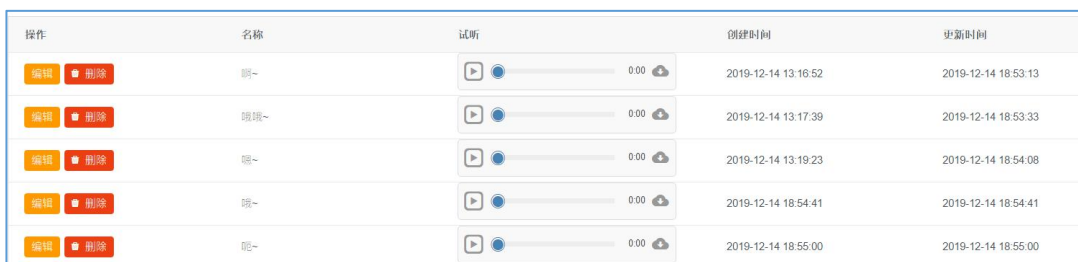 操作 名称 试听 创建时间 更新时间
编辑 删除 啊~ 0:00 2019-12-14 13:16:52 2019-12-14 18:53:13
编辑 删除 哦哦~ 0:00 2019-12-14 13:17:39 2019-12-14 18:53:33
编辑 删除 嗯~ 0:00 2019-12-14 13:19:23 2019-12-14 18:54:08
编辑 删除 哦~ 0:00 2019-12-14 18:54:41 2019-12-14 18:54:41
编辑 删除 呃~ 0:00 2019-12-14 18:55:00 2019-12-14 18:55:00